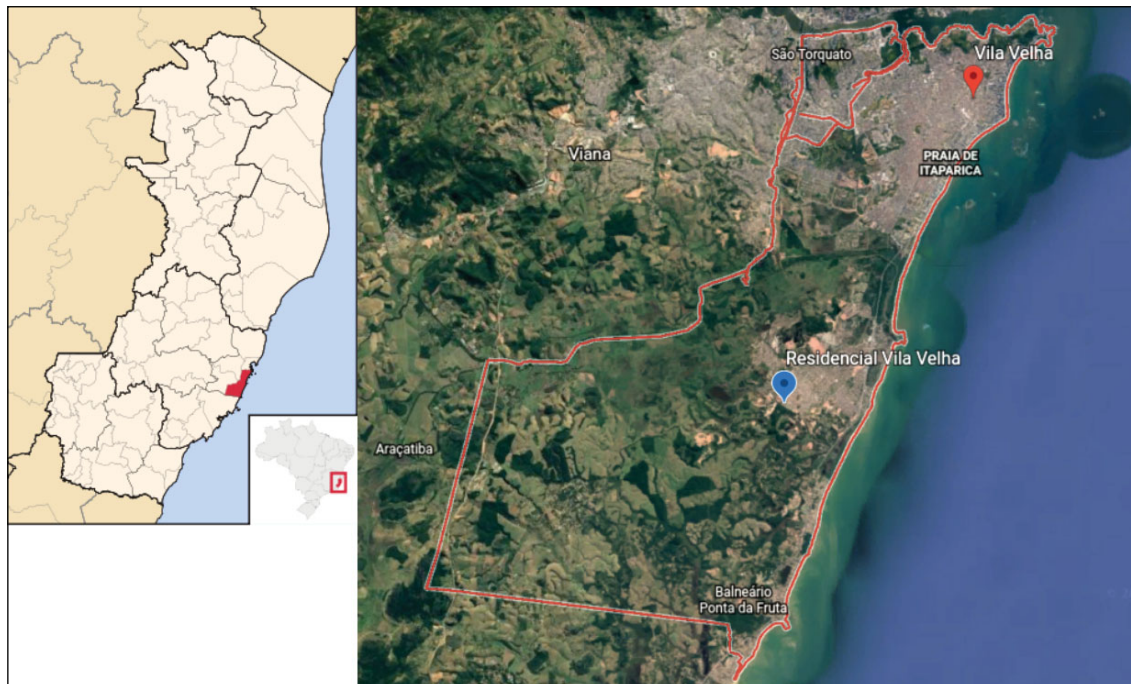 São Torquato
Vila Velha
Viana
PRAIA DE
ITAPARICA
Residencial Vila Velha
Araçatiba
Balneário
Ponta da Fruta